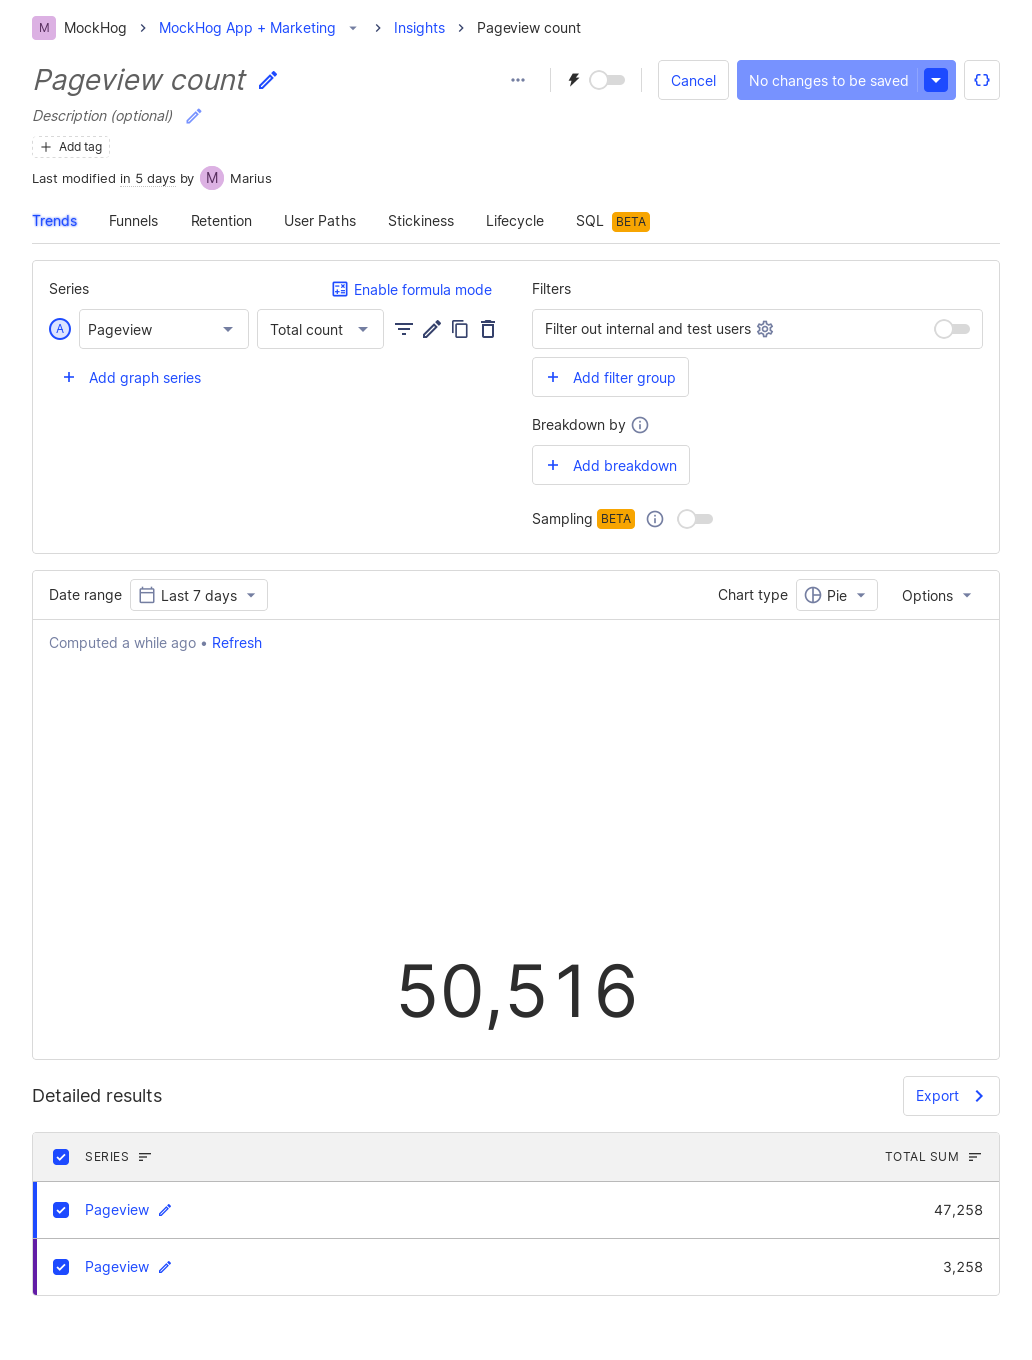 M MockHog MockHog App + Marketing Insights Pageview count
Pageview count
Cancel No changes to be saved
Description (optional)
Add tag
Last modified in 5 days by M Marius
Trends Funnels Retention User Paths Stickiness Lifecycle SQL BETA
Series Enable formula mode
A Pageview Total count
Add graph series
Filters
Filter out internal and test users
Add filter group
Breakdown by
Add breakdown
Sampling BETA
Date range Last 7 days Chart type Pie Options
Computed a while ago • Refresh
50,516
Detailed results Export
SERIES TOTAL SUM
Pageview 47,258
Pageview 3,258